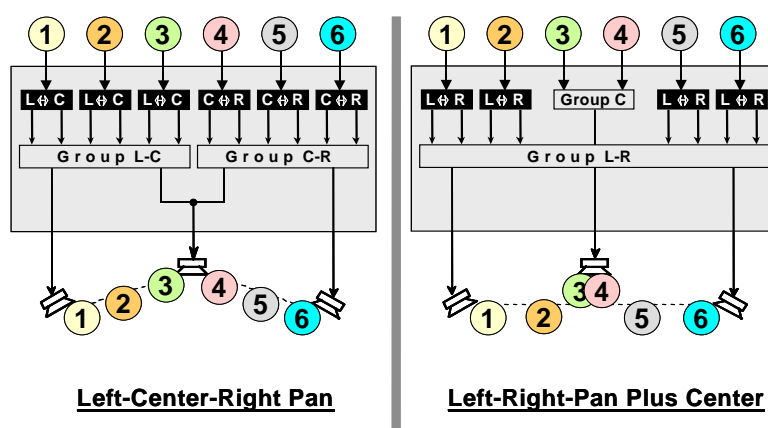 1 2 3 4 5 6
L⇔C L⇔C L⇔C C⇔R C⇔R C⇔R
Group L-C Group C-R
3 4
2 5
1 6
Left-Center-Right Pan
1 2 3 4 5 6
L⇔R L⇔R Group C L⇔R L⇔R
Group L-R
3 4
1 2 5 6
Left-Right-Pan Plus Center